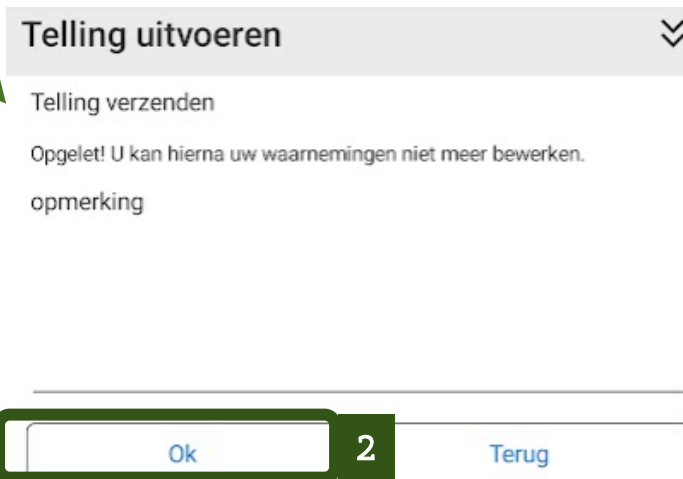 Telling uitvoeren
Telling verzenden
Opgelet! U kan hierna uw waarnemingen niet meer bewerken.
opmerking
Ok 2 Terug